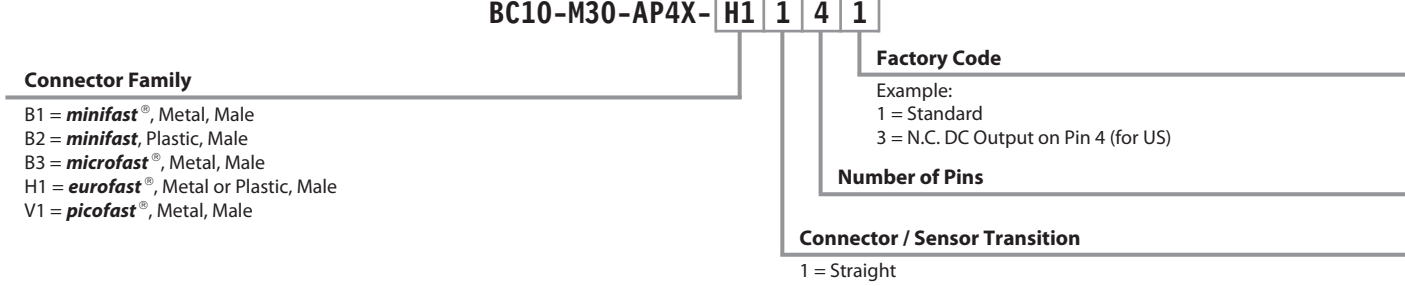 BC10-M30-AP4X- H1 1 4 1
Connector Family
B1 = minifast®, Metal, Male
B2 = minifast, Plastic, Male
B3 = microfast®, Metal, Male
H1 = eurofast®, Metal or Plastic, Male
V1 = picofast®, Metal, Male
Factory Code
Example:
1 = Standard
3 = N.C. DC Output on Pin 4 (for US)
Number of Pins
Connector / Sensor Transition
1 = Straight